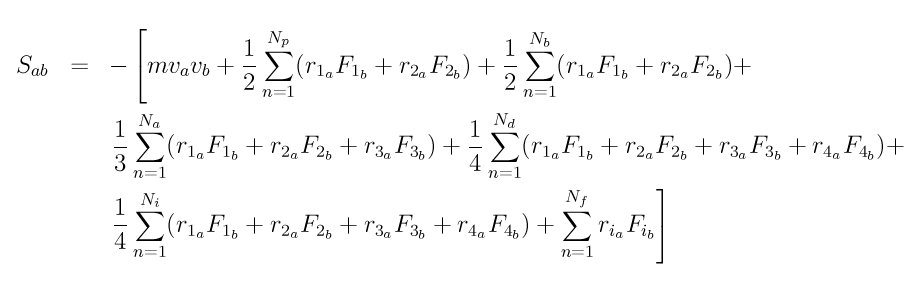 S_{ab} = -\left[ m v_a v_b + \frac{1}{2} \sum_{n=1}^{N_p} (r_{1_a} F_{1_b} + r_{2_a} F_{2_b}) + \frac{1}{2} \sum_{n=1}^{N_b} (r_{1_a} F_{1_b} + r_{2_a} F_{2_b}) + \right.
\frac{1}{3} \sum_{n=1}^{N_a} (r_{1_a} F_{1_b} + r_{2_a} F_{2_b} + r_{3_a} F_{3_b}) + \frac{1}{4} \sum_{n=1}^{N_d} (r_{1_a} F_{1_b} + r_{2_a} F_{2_b} + r_{3_a} F_{3_b} + r_{4_a} F_{4_b}) +
\left. \frac{1}{4} \sum_{n=1}^{N_i} (r_{1_a} F_{1_b} + r_{2_a} F_{2_b} + r_{3_a} F_{3_b} + r_{4_a} F_{4_b}) + \sum_{n=1}^{N_f} r_{i_a} F_{i_b} \right]